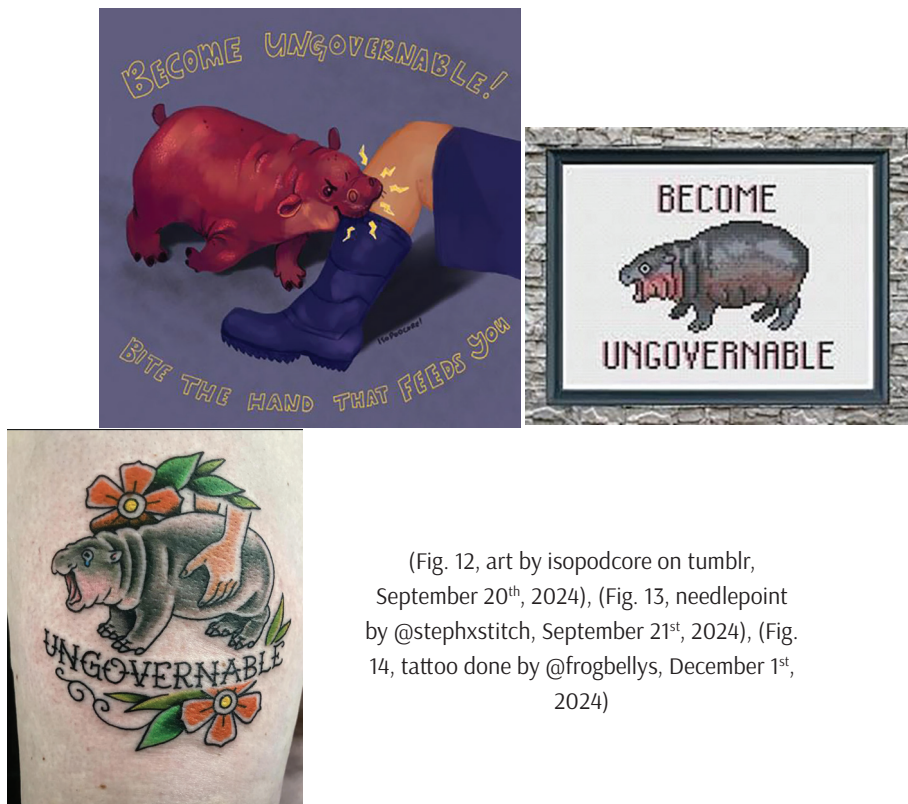 BECOME UNGOVERNABLE!
BITE THE HAND THAT FEEDS YOU
ISOPODCORE!
BECOME
UNGOVERNABLE
UNGOVERNABLE
(Fig. 12, art by isopodcore on tumblr,
September 20th, 2024), (Fig. 13, needlepoint
by @stephxstitch, September 21st, 2024), (Fig.
14, tattoo done by @frogbellys, December 1st,
2024)